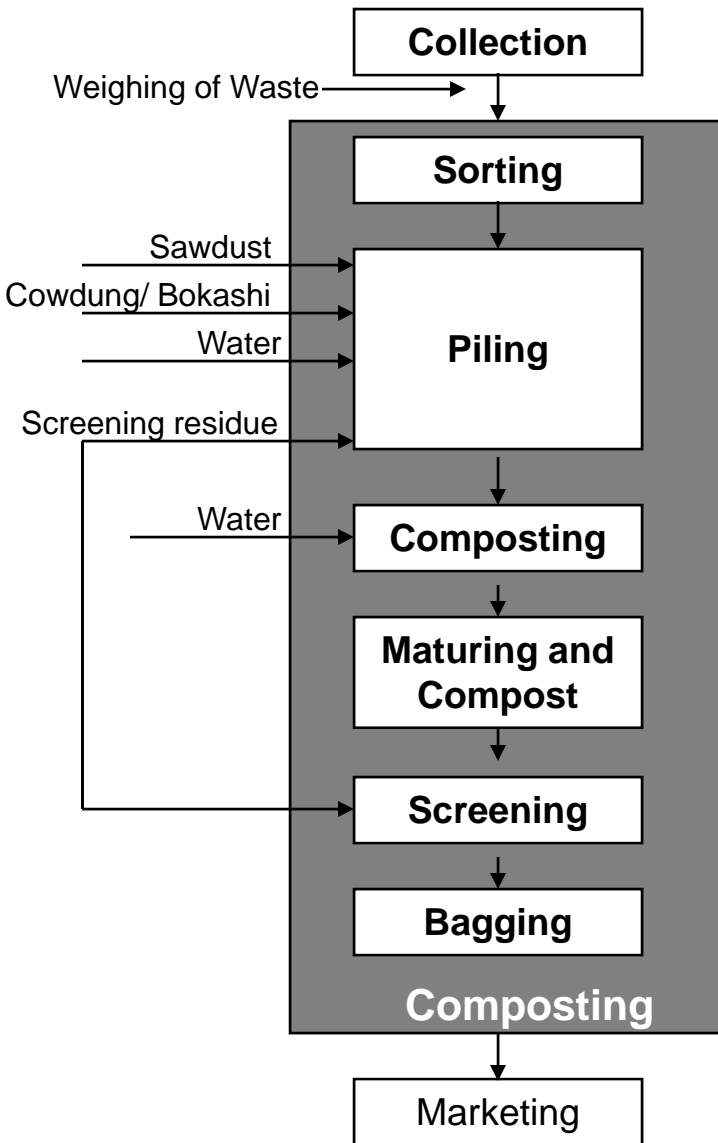 Collection
Weighing of Waste
Sorting
Sawdust
Cowdung/ Bokashi
Water
Piling
Screening residue
Water
Composting
Maturing and
Compost
Screening
Bagging
Composting
Marketing